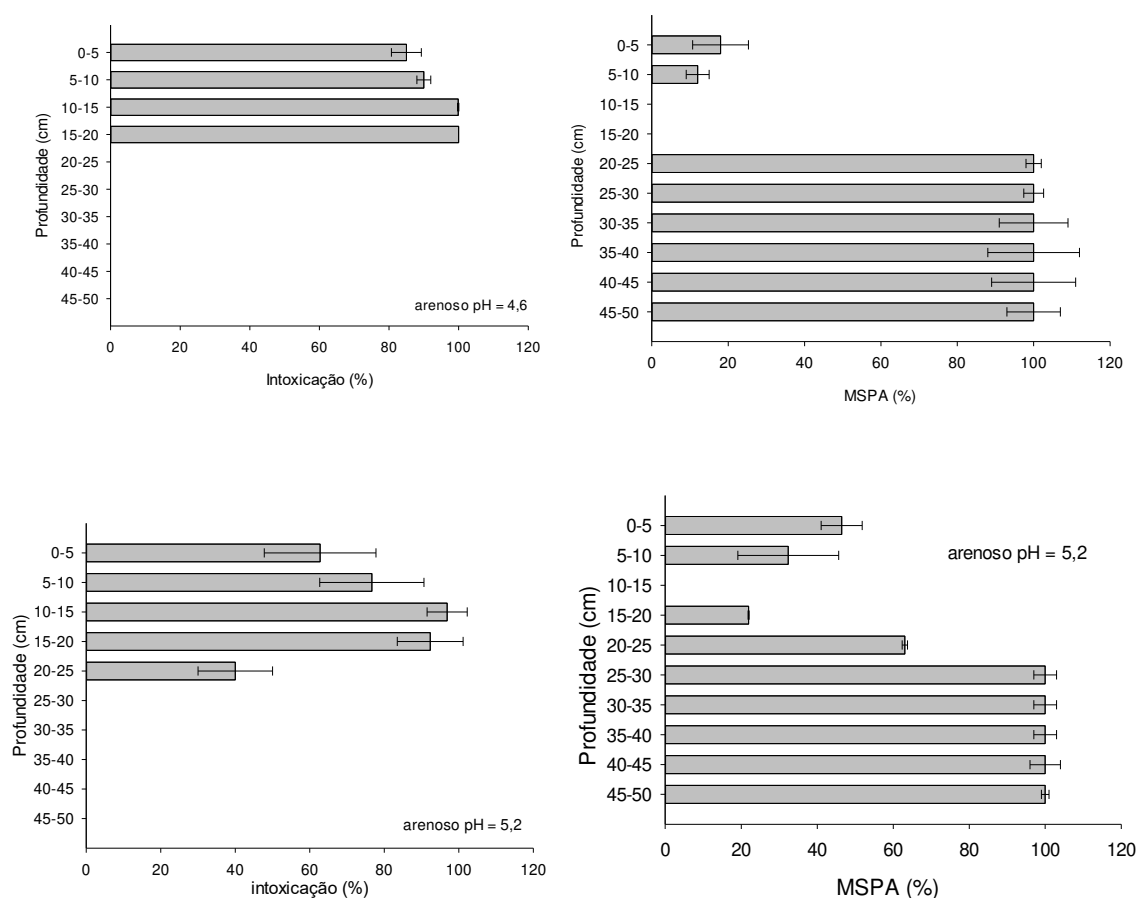 Profundidade (cm)
0-5
5-10
10-15
15-20
20-25
25-30
30-35
35-40
40-45
45-50
arenoso pH = 4,6
0 20 40 60 80 100 120
Intoxicação (%)
Profundidade (cm)
0-5
5-10
10-15
15-20
20-25
25-30
30-35
35-40
40-45
45-50
0 20 40 60 80 100 120
MSPA (%)
Profundidade (cm)
0-5
5-10
10-15
15-20
20-25
25-30
30-35
35-40
40-45
45-50
arenoso pH = 5,2
0 20 40 60 80 100 120
intoxicação (%)
Profundidade (cm)
0-5
5-10
10-15
15-20
20-25
25-30
30-35
35-40
40-45
45-50
arenoso pH = 5,2
0 20 40 60 80 100 120
MSPA (%)